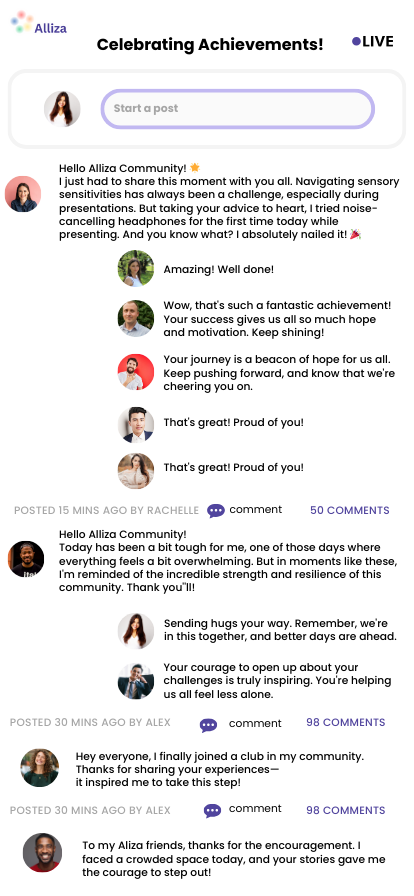 Alliza
Celebrating Achievements!
LIVE
Start a post
Hello Alliza Community! 🌟
I just had to share this moment with you all. Navigating sensory
sensitivities has always been a challenge, especially during
presentations. But taking your advice to heart, I tried noise-
cancelling headphones for the first time today while
presenting. And you know what? I absolutely nailed it! 🎉
Amazing! Well done!
Wow, that's such a fantastic achievement!
Your success gives us all so much hope
and motivation. Keep shining!
Your journey is a beacon of hope for us all.
Keep pushing forward, and know that we're
cheering you on.
That's great! Proud of you!
That's great! Proud of you!
POSTED 15 MINS AGO BY RACHELLE comment 50 COMMENTS
Hello Alliza Community!
Today has been a bit tough for me, one of those days where
everything feels a bit overwhelming. But in moments like these,
I'm reminded of the incredible strength and resilience of this
community. Thank you"ll!
Sending hugs your way. Remember, we're
in this together, and better days are ahead.
Your courage to open up about your
challenges is truly inspiring. You're helping
us all feel less alone.
POSTED 30 MINS AGO BY ALEX comment 98 COMMENTS
Hey everyone, I finally joined a club in my community.
Thanks for sharing your experiences—
it inspired me to take this step!
POSTED 30 MINS AGO BY ALEX comment 98 COMMENTS
To my Aliza friends, thanks for the encouragement. I
faced a crowded space today, and your stories gave me
the courage to step out!